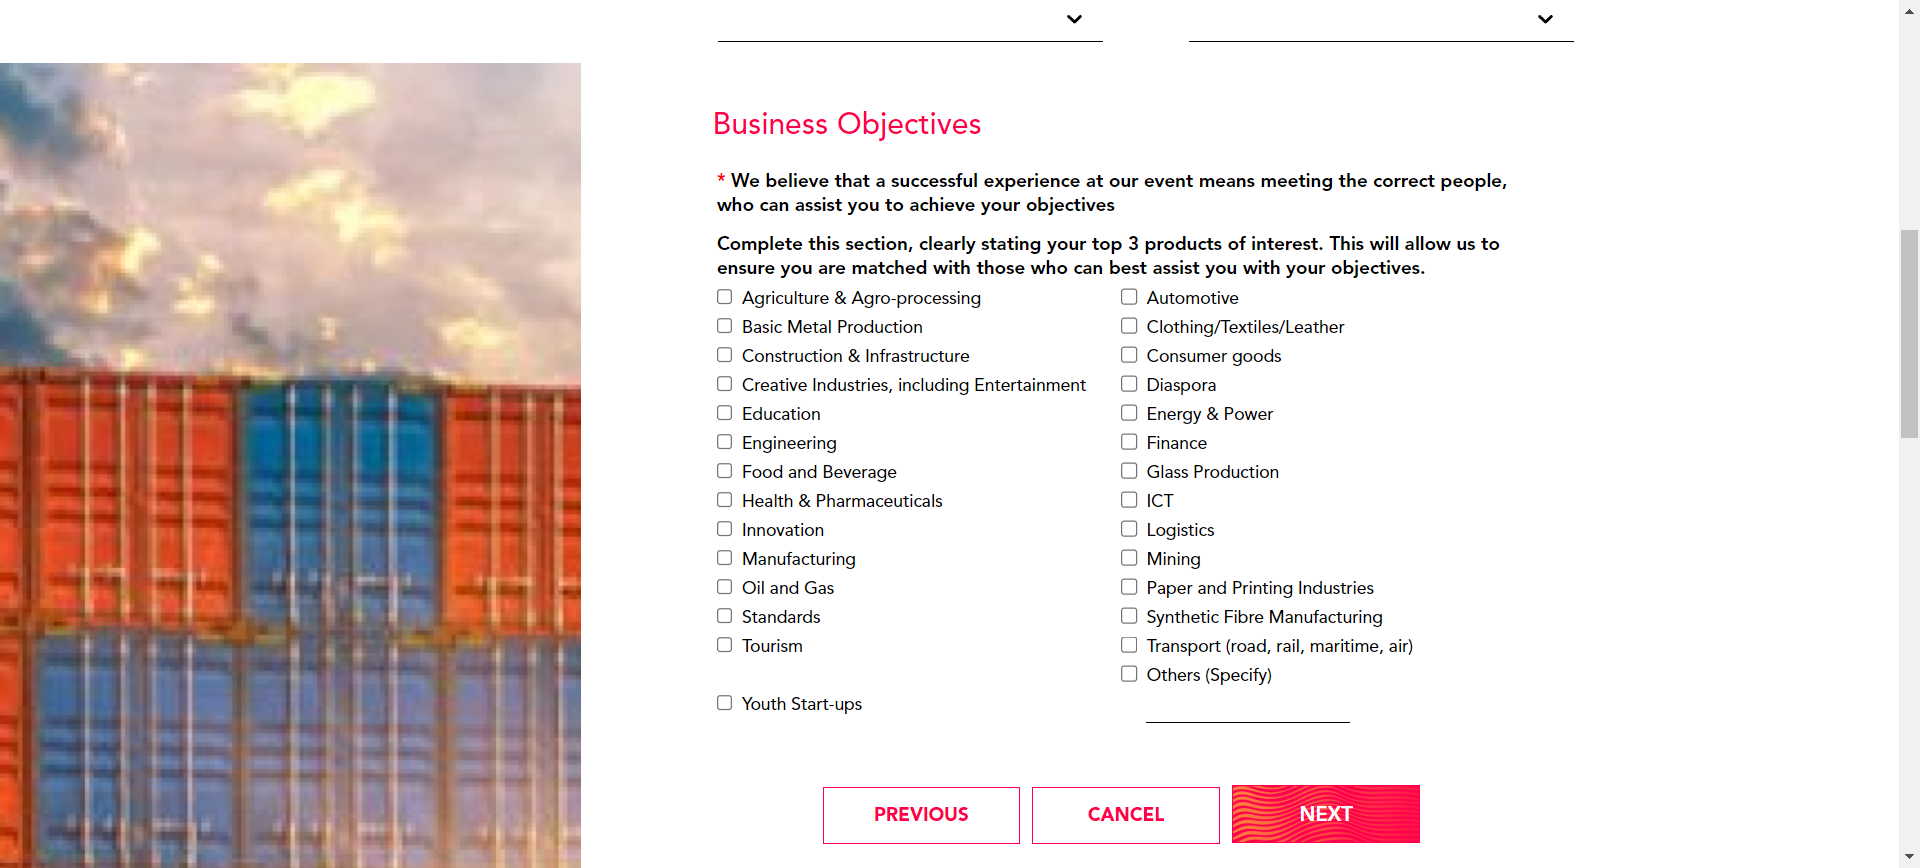 Business Objectives
* We believe that a successful experience at our event means meeting the correct people,
who can assist you to achieve your objectives
Complete this section, clearly stating your top 3 products of interest. This will allow us to
ensure you are matched with those who can best assist you with your objectives.
Agriculture & Agro-processing
Automotive
Basic Metal Production
Clothing/Textiles/Leather
Construction & Infrastructure
Consumer goods
Creative Industries, including Entertainment
Diaspora
Education
Energy & Power
Engineering
Finance
Food and Beverage
Glass Production
Health & Pharmaceuticals
ICT
Innovation
Logistics
Manufacturing
Mining
Oil and Gas
Paper and Printing Industries
Standards
Synthetic Fibre Manufacturing
Tourism
Transport (road, rail, maritime, air)
Others (Specify)
Youth Start-ups
PREVIOUS
CANCEL
NEXT